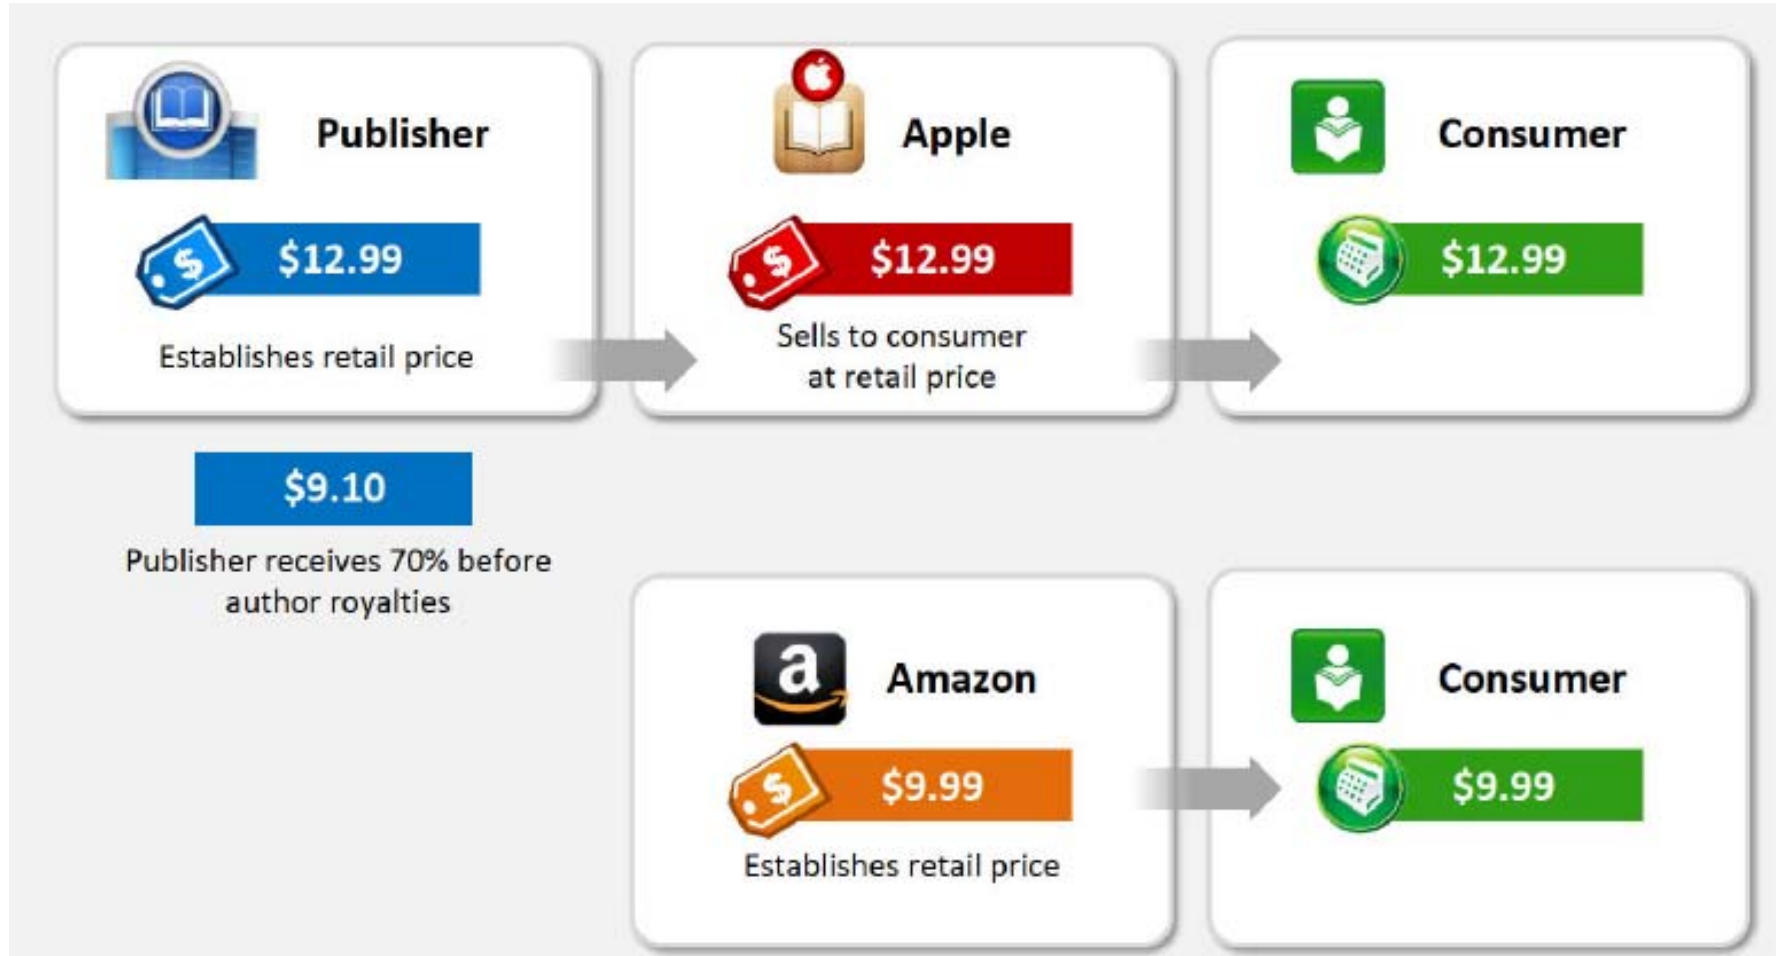 Publisher
$12.99
Establishes retail price
Apple
$12.99
Sells to consumer
at retail price
Consumer
$12.99
$9.10
Publisher receives 70% before
author royalties
a
Amazon
$9.99
Establishes retail price
Consumer
$9.99